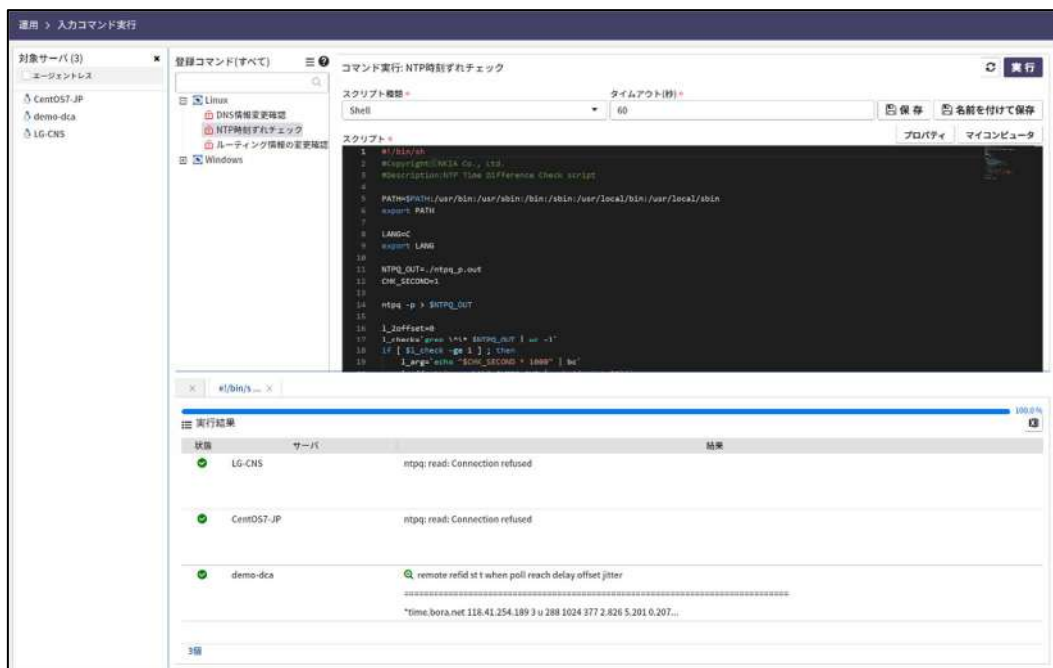 運用 > 入力コマンド実行
対象サーバ (3)
エージェントレス
CentOS7-JP
demo-dca
LG-CNS
登録コマンド(すべて)
Linux
DNS情報変更確認
NTP時刻ずれチェック
ルーティング情報の変更確認
Windows
コマンド実行: NTP時刻ずれチェック
実行
スクリプト種類 *
タイムアウト(秒) *
Shell
60
保存
名前を付けて保存
スクリプト *
プロパティ
マイコンピュータ
1 #!/bin/sh
2 #Copyright NKIA Co., Ltd.
3 #Description:NTP Time Difference Check script
4
5 PATH=$PATH:/usr/bin:/usr/sbin:/bin:/sbin:/usr/local/bin:/usr/local/sbin
6 export PATH
7
8 LANG=C
9 export LANG
10
11 NTPQ_OUT=./ntpq_p.out
12 CHK_SECOND=1
13
14 ntpq -p > $NTPQ_OUT
15
16 l_2offset=0
17 l_check=`grep \^\* $NTPQ_OUT | wc -l`
18 if [ $l_check -ge 1 ] ; then
19 l_arg=`echo "$CHK_SECOND * 1000" | bc`
#!/bin/s ...
100.0 %
実行結果
状態 サーバ 結果
LG-CNS ntpq: read: Connection refused
CentOS7-JP ntpq: read: Connection refused
demo-dca remote refid st t when poll reach delay offset jitter
==============================================================================
*time.bora.net 118.41.254.189 3 u 288 1024 377 2.826 5.201 0.207...
3個